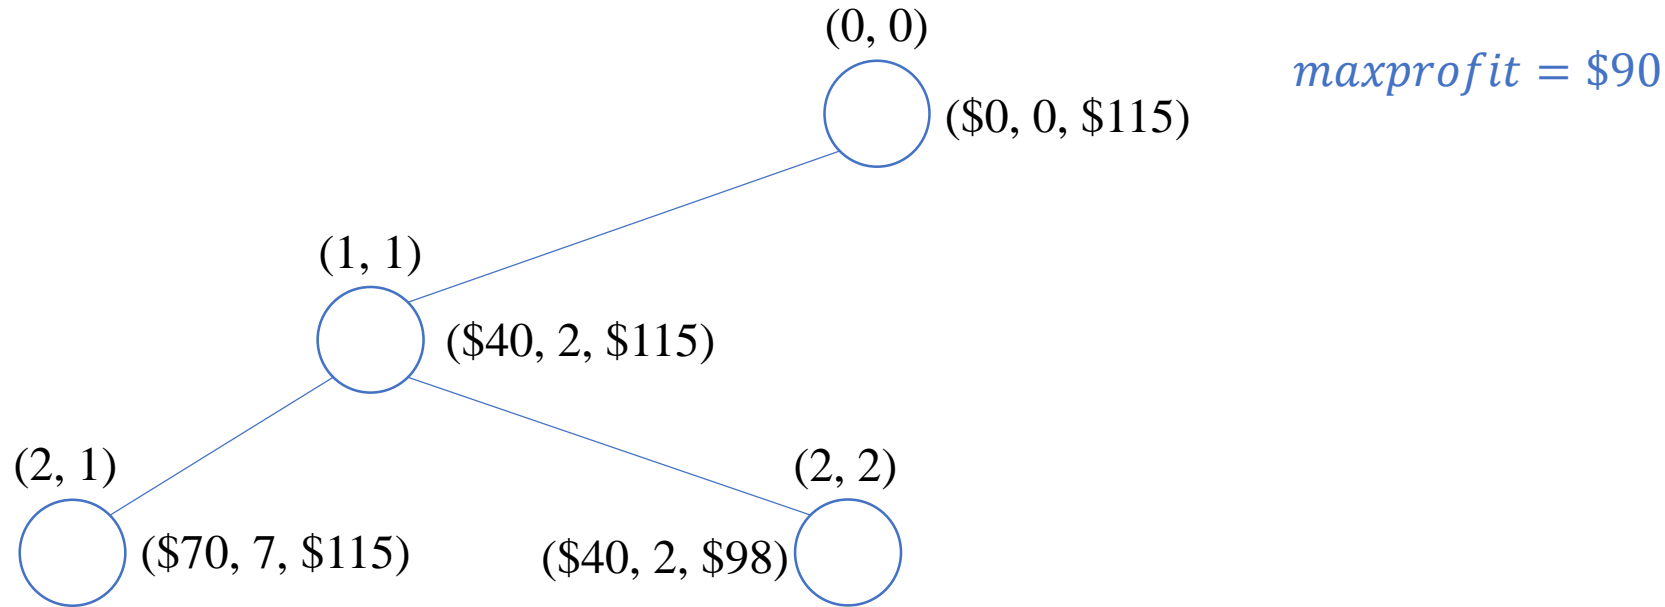 (0, 0)
maxprofit = $90
($0, 0, $115)
(1, 1)
($40, 2, $115)
(2, 1)
(2, 2)
($70, 7, $115)
($40, 2, $98)